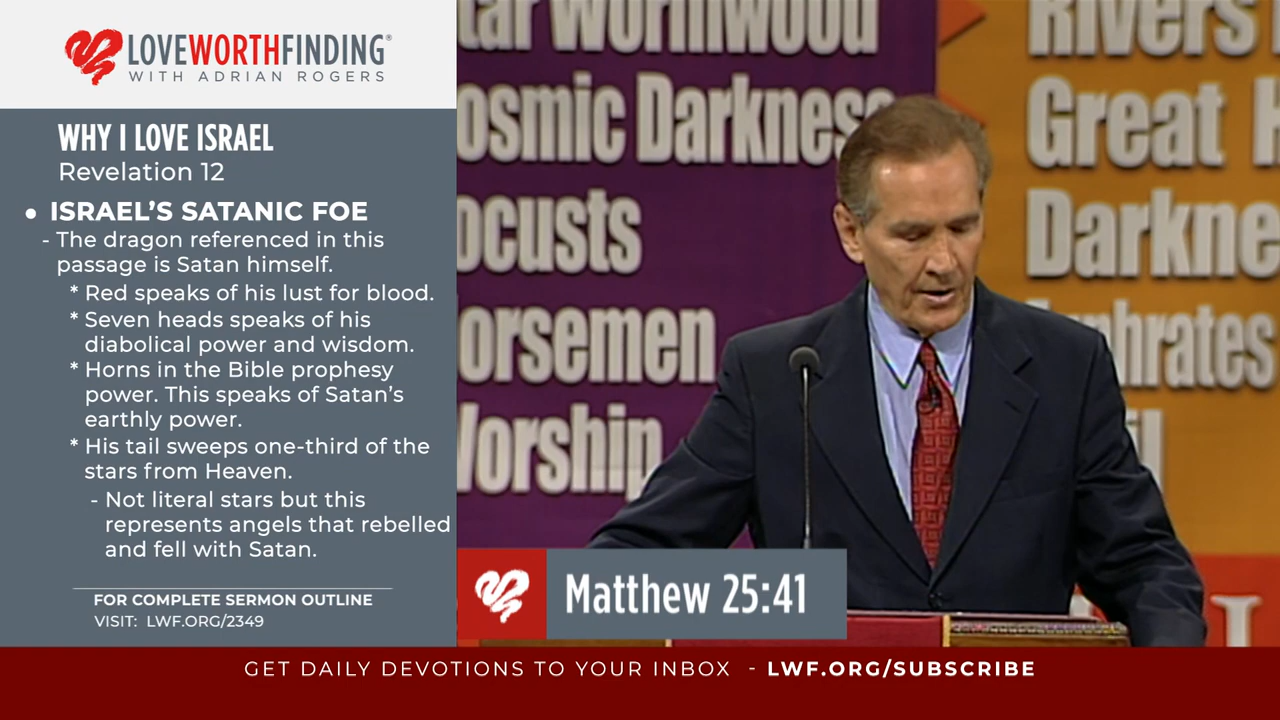 LOVEWORTHFINDING®
WITH ADRIAN ROGERS
WHY I LOVE ISRAEL
Revelation 12
• ISRAEL'S SATANIC FOE
- The dragon referenced in this
passage is Satan himself.
* Red speaks of his lust for blood.
* Seven heads speaks of his
diabolical power and wisdom.
* Horns in the Bible prophesy
power. This speaks of Satan's
earthly power.
* His tail sweeps one-third of the
stars from Heaven.
- Not literal stars but this
represents angels that rebelled
and fell with Satan.
FOR COMPLETE SERMON OUTLINE
VISIT: LWF.ORG/2349
tar Wormwood
osmic Darkness
ocusts
orsemen
Worship
Rivers
Great H
Darkne
phrates
Matthew 25:41
GET DAILY DEVOTIONS TO YOUR INBOX - LWF.ORG/SUBSCRIBE